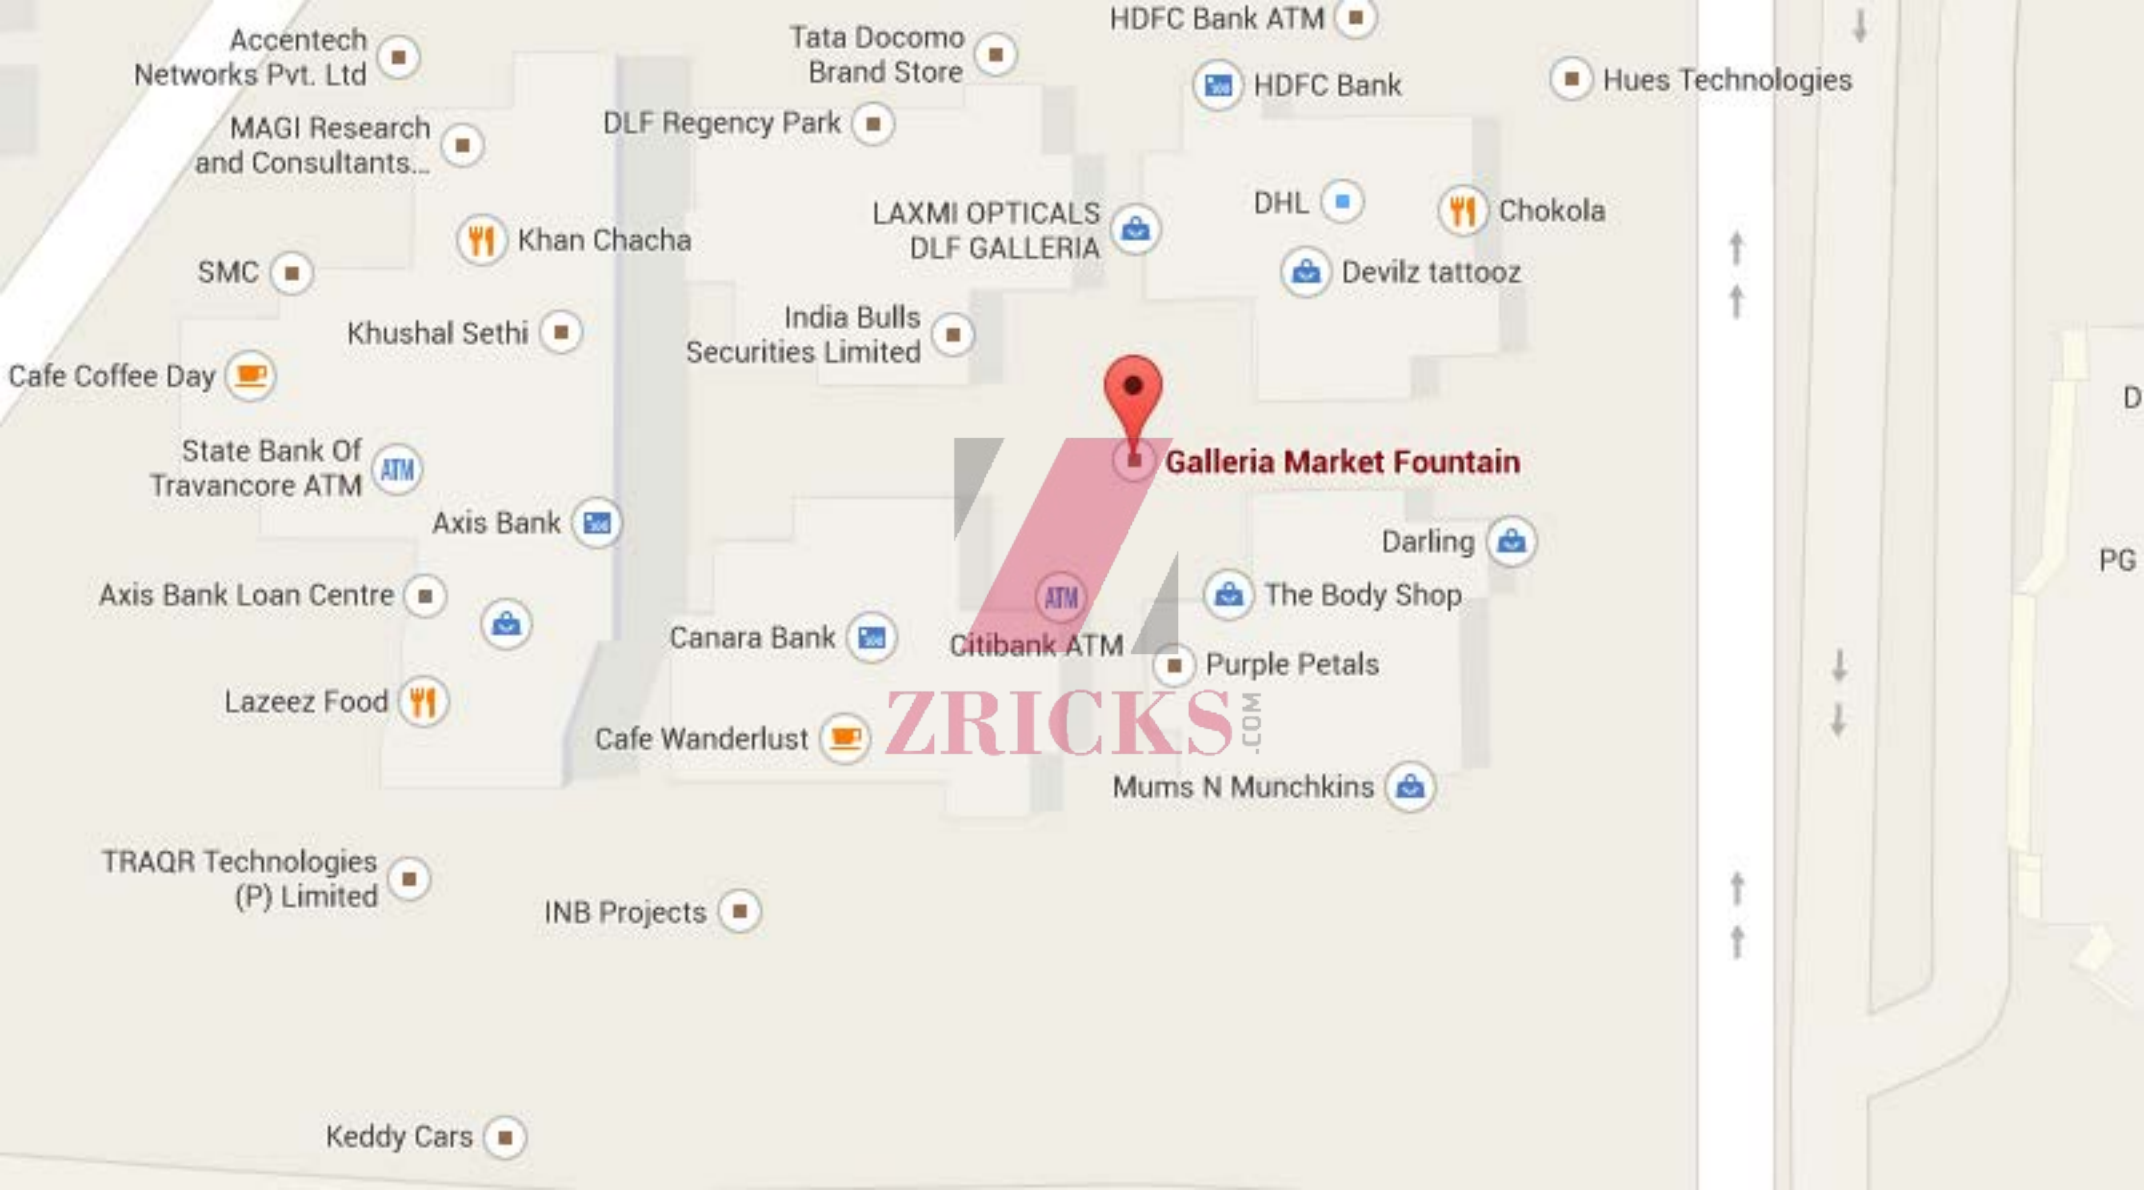 HDFC Bank ATM
Accentech
Networks Pvt. Ltd
Tata Docomo
Brand Store
HDFC Bank
Hues Technologies
MAGI Research
and Consultants...
DLF Regency Park
LAXMI OPTICALS
DLF GALLERIA
DHL
Chokola
Khan Chacha
SMC
Devilz tattooz
Khushal Sethi
India Bulls
Securities Limited
Cafe Coffee Day
D
State Bank Of
Travancore ATM
ATM
Galleria Market Fountain
Axis Bank
Darling
PG
Axis Bank Loan Centre
ATM
Citibank ATM
The Body Shop
Canara Bank
Purple Petals
Lazeez Food
Cafe Wanderlust
ZRICKS
.COM
Mums N Munchkins
TRAQR Technologies
(P) Limited
INB Projects
Keddy Cars